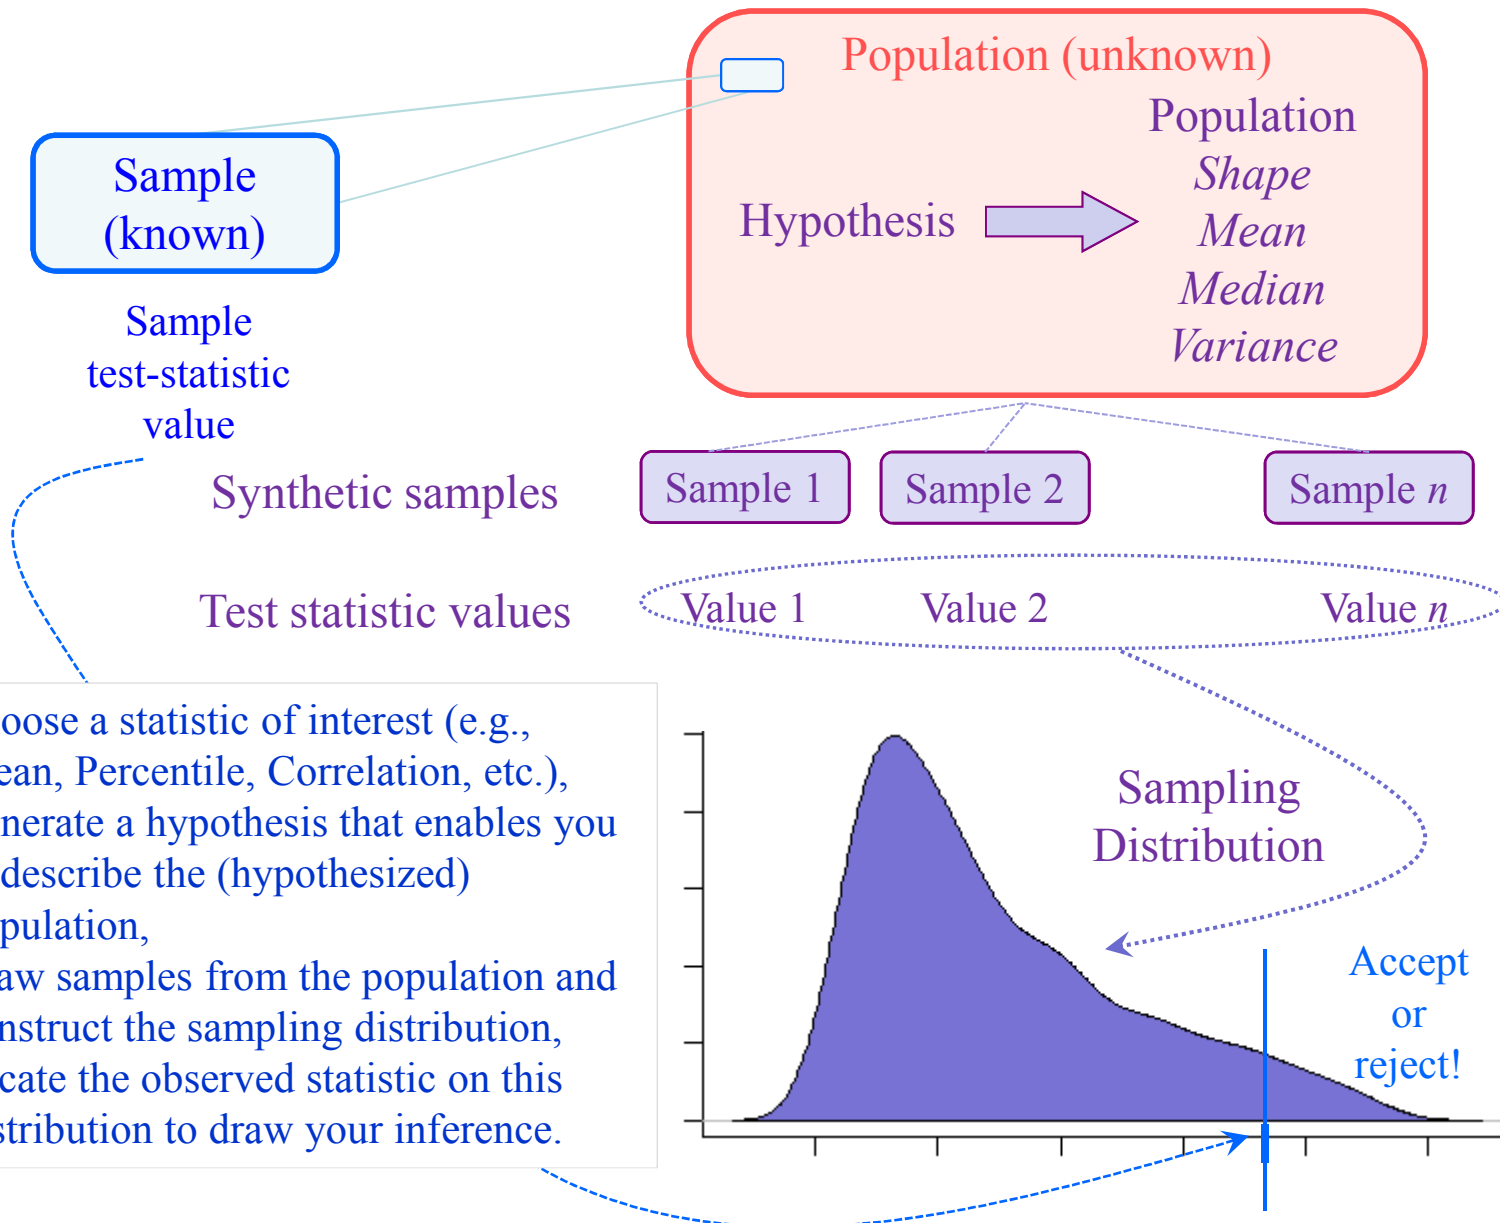 Population (unknown)
Population
Shape
Mean
Median
Variance
Hypothesis
Sample
(known)
Sample
test-statistic
value
Synthetic samples
Sample 1
Sample 2
Sample n
Test statistic values
Value 1
Value 2
Value n
oose a statistic of interest (e.g.,
ean, Percentile, Correlation, etc.),
nerate a hypothesis that enables you
describe the (hypothesized)
pulation,
aw samples from the population and
nstruct the sampling distribution,
cate the observed statistic on this
stribution to draw your inference.
Sampling
Distribution
Accept
or
reject!